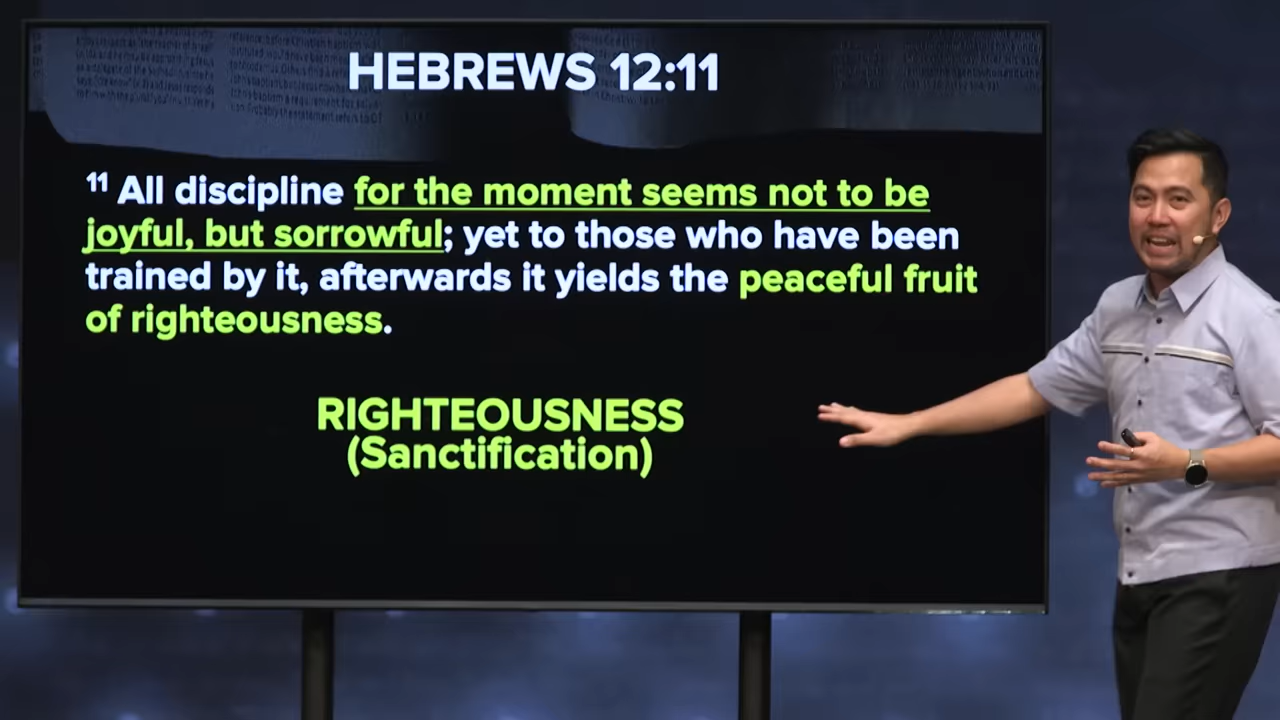 HEBREWS 12:11
¹¹ All discipline for the moment seems not to be
joyful, but sorrowful; yet to those who have been
trained by it, afterwards it yields the peaceful fruit
of righteousness.
RIGHTEOUSNESS
(Sanctification)